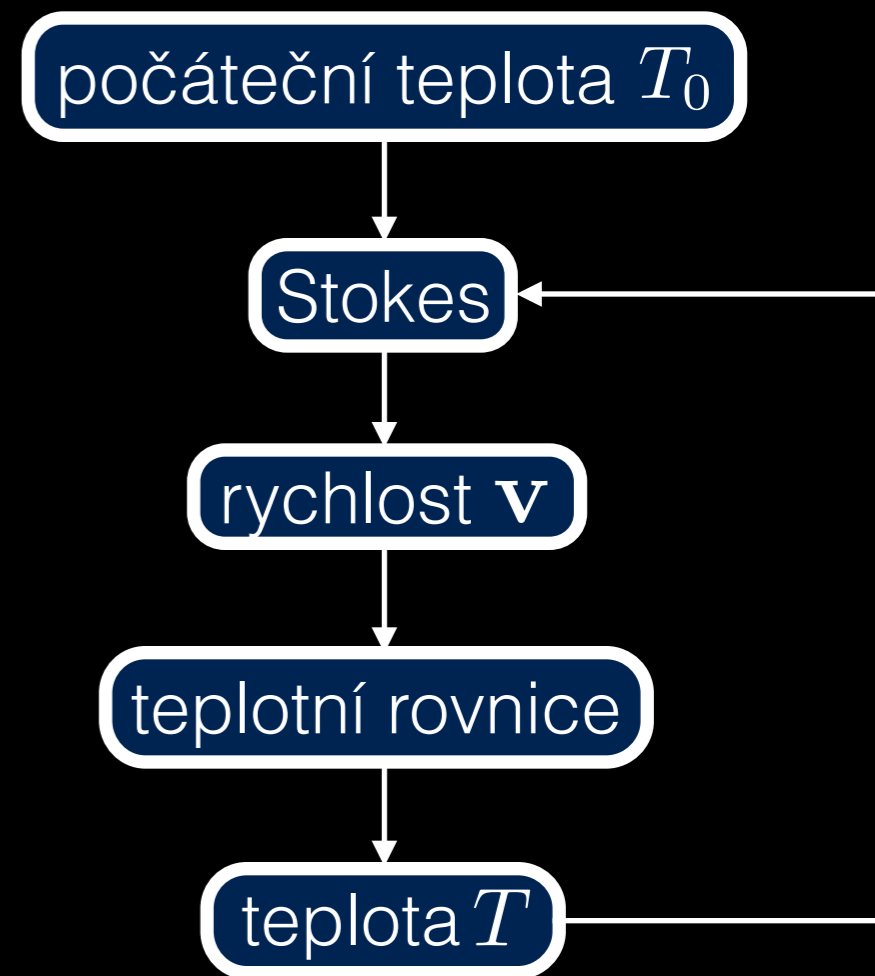 počáteční teplota T₀
Stokes
rychlost v
teplotní rovnice
teplota T